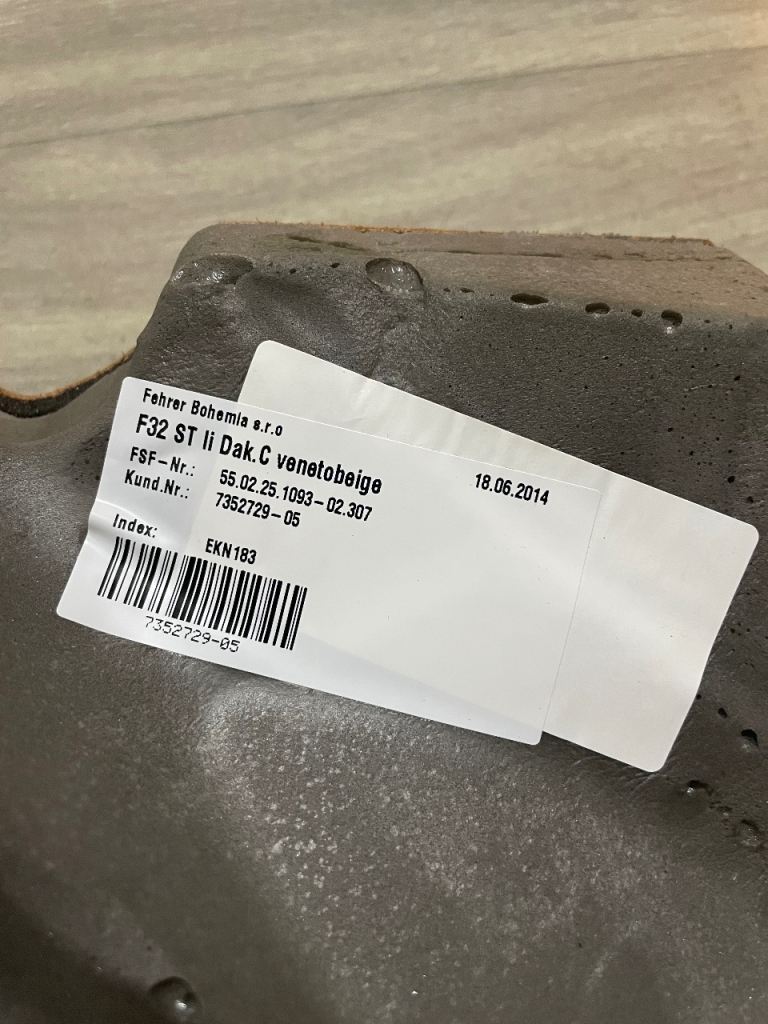 Fehrer Bohemia s.r.o
F32 ST li Dak.C venetobeige
18.06.2014
FSF-Nr.: 55.02.25.1093-02.307
Kund.Nr.: 7352729-05
Index: EKN183
7352729-05